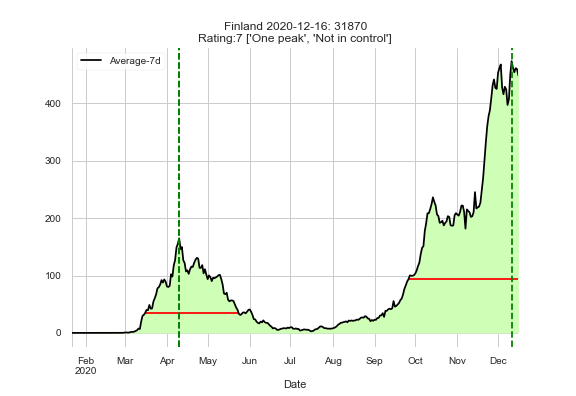 Finland 2020-12-16: 31870
Rating:7 ['One peak', 'Not in control']
Average-7d
400
300
200
100
0
Feb Mar Apr May Jun Jul Aug Sep Oct Nov Dec
2020
Date